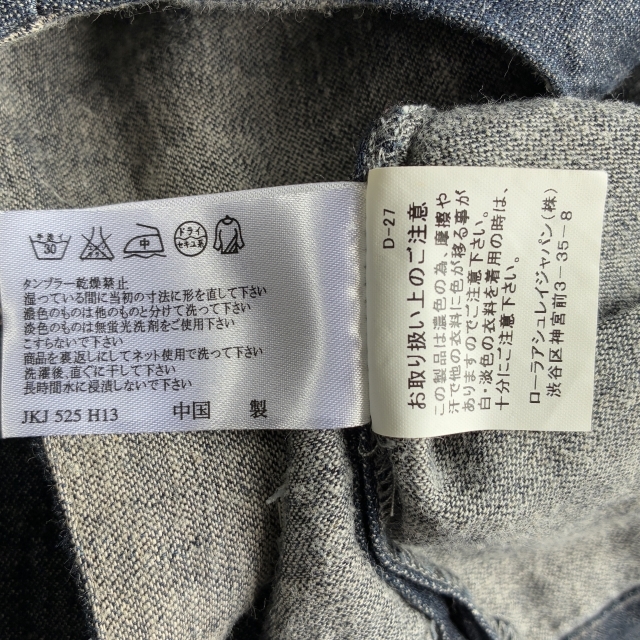 手洗イ
30
中
ドライ
セキユ系
タンブラー乾燥禁止
湿っている間に当初の寸法に形を直して下さい
濃色のものは他のものと分けて洗って下さい
淡色のものは無蛍光洗剤をご使用下さい
こすらないで下さい
商品を裏返しにしてネット使用で洗って下さい
洗濯後、直ぐに干して下さい
長時間水に浸漬しないで下さい
JKJ 525 H13 中国 製
D-27
お取り扱い上のご注意
この製品は濃色の為、摩擦や
汗で他の衣料に色が移る事が
ありますのでご注意下さい。
白・淡色の衣料を着用の時は、
十分にご注意下さい。
ローラアシュレイジャパン(株)
渋谷区神宮前3-35-8